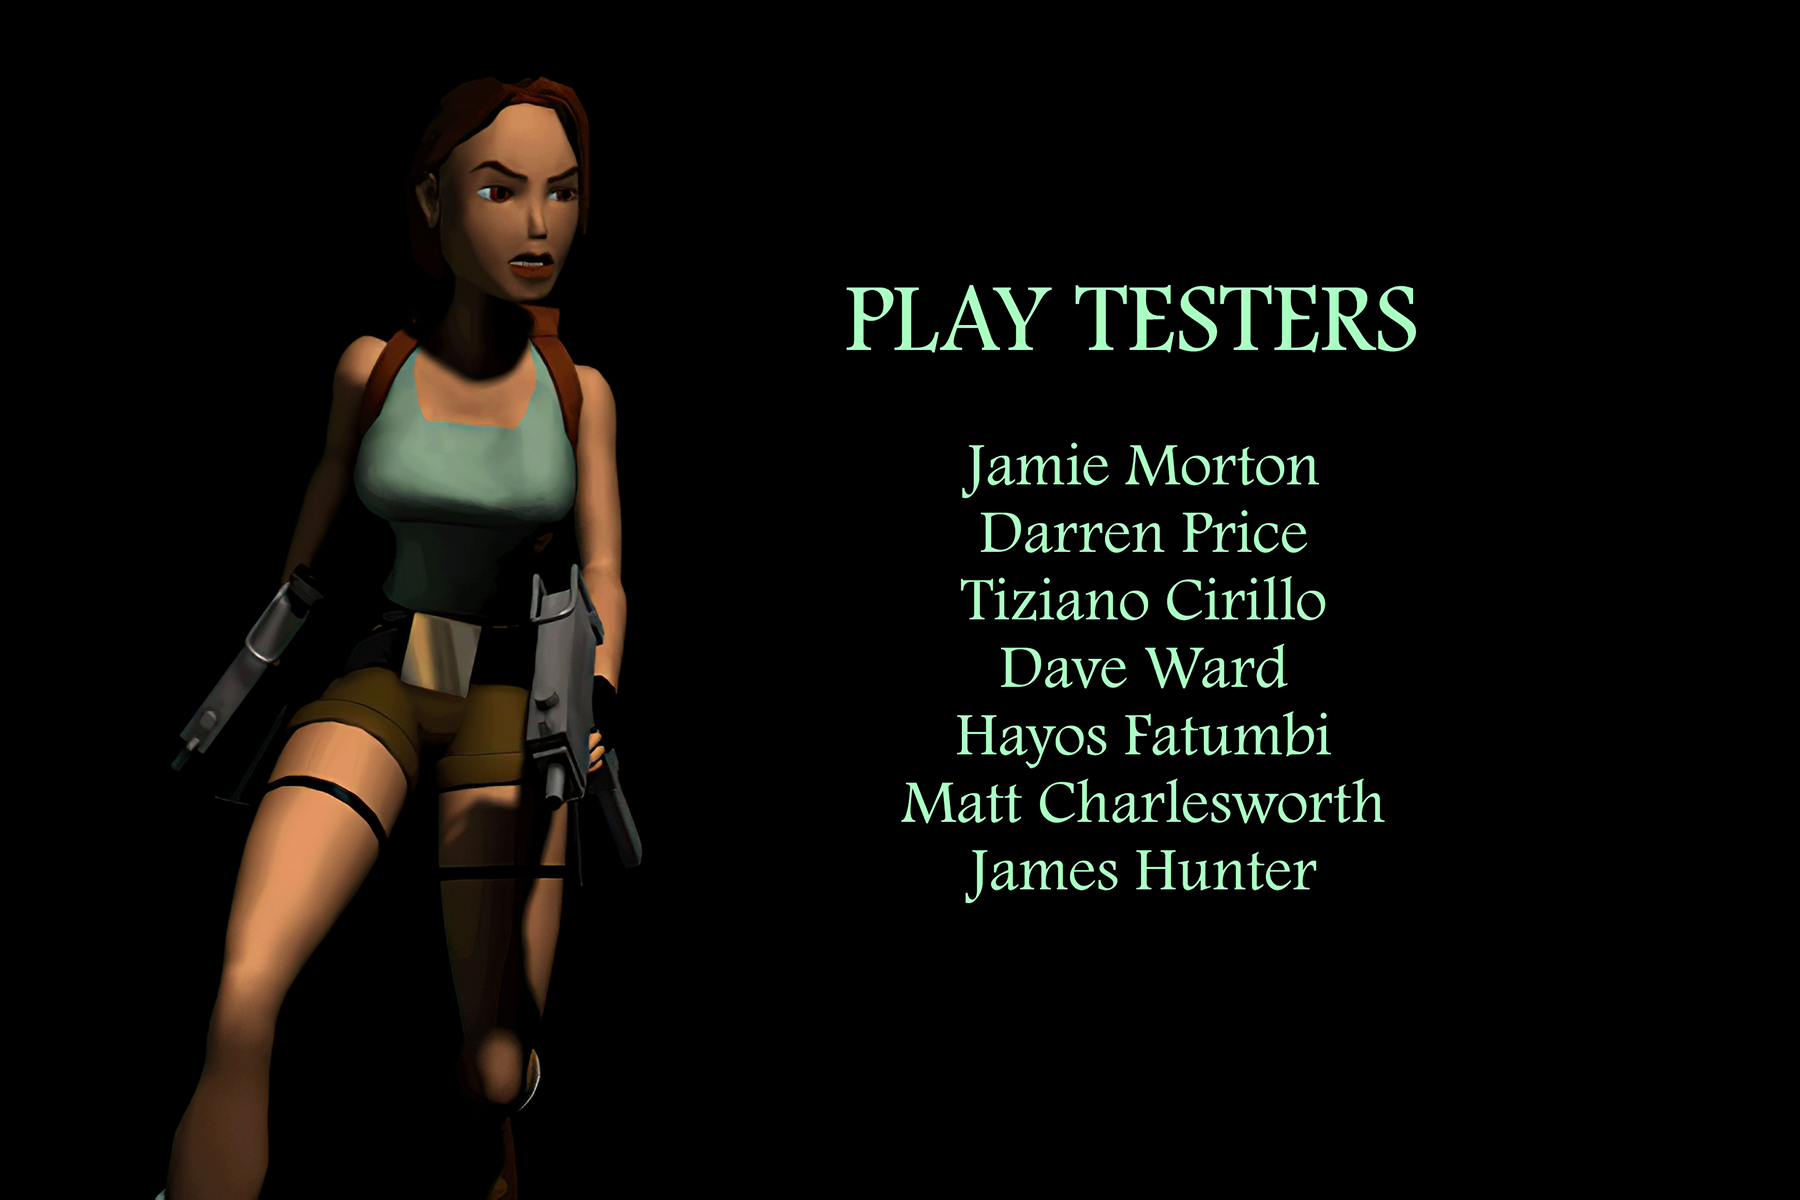 PLAY TESTERS
Jamie Morton
Darren Price
Tiziano Cirillo
Dave Ward
Hayos Fatumbi
Matt Charlesworth
James Hunter